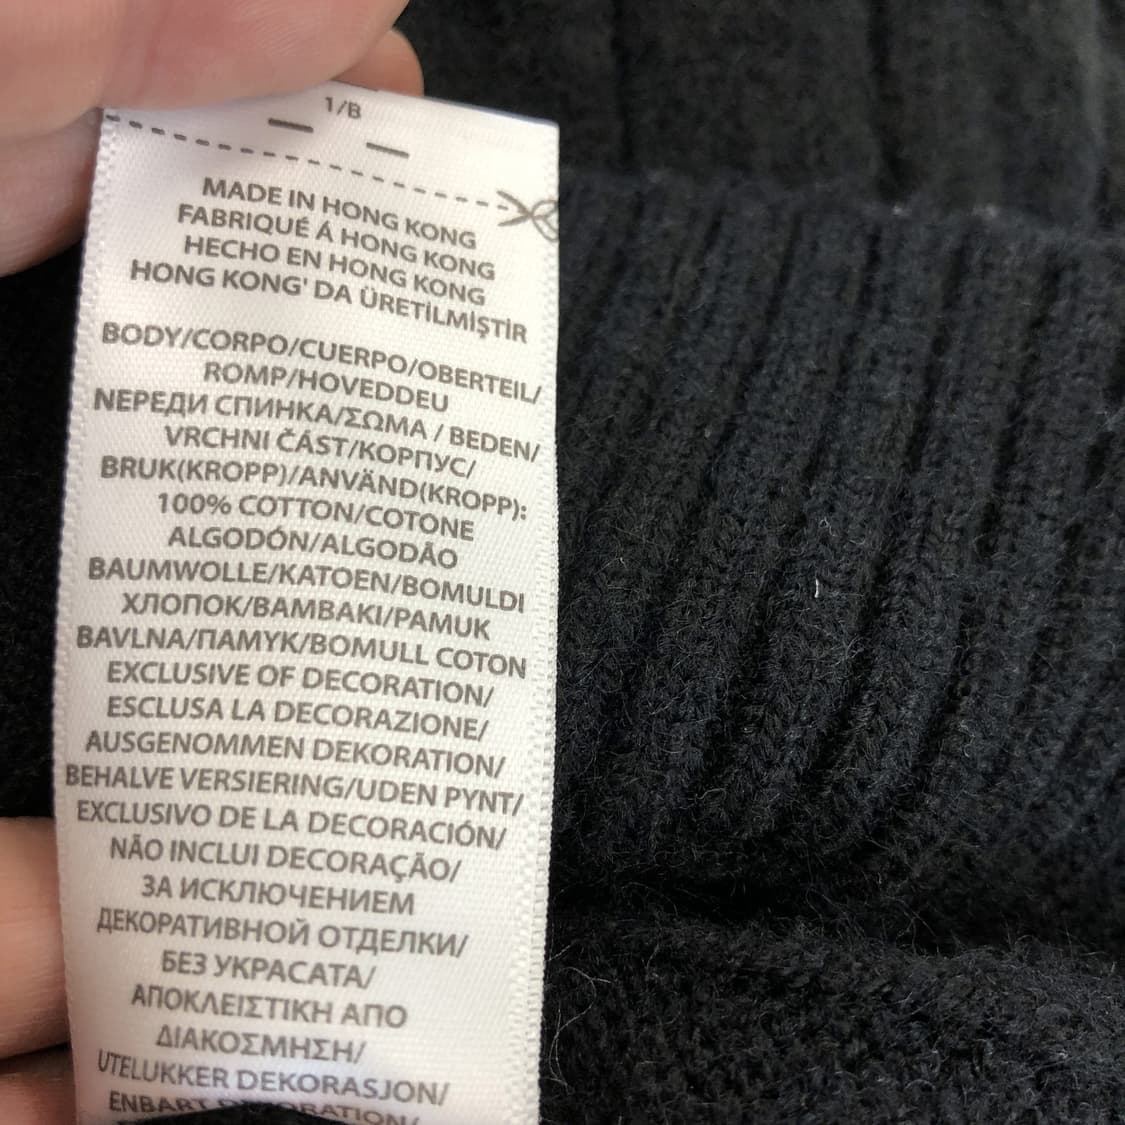 1/B
MADE IN HONG KONG
FABRIQUÉ Á HONG KONG
HECHO EN HONG KONG
HONG KONG' DA ÜRETİLMİŞTİR
BODY/CORPO/CUERPO/OBERTEIL/
ROMP/HOVEDDEU
NЕРЕДИ СПИНКА/ΣΩΜΑ / BEDEN/
VRCHNI ČÁST/КОРПУС/
BRUK(KROPP)/ANVÄND(KROPP):
100% COTTON/COTONE
ALGODÓN/ALGODÃO
BAUMWOLLE/KATOEN/BOMULDI
ХЛОПОК/BAMBAKI/PAMUK
BAVLNA/ПАМУК/BOMULL COTON
EXCLUSIVE OF DECORATION/
ESCLUSA LA DECORAZIONE/
AUSGENOMMEN DEKORATION/
BEHALVE VERSIERING/UDEN PYNT/
EXCLUSIVO DE LA DECORACIÓN/
NÃO INCLUI DECORAÇÃO/
ЗА ИСКЛЮЧЕНИЕМ
ДЕКОРАТИВНОЙ ОТДЕЛКИ/
БЕЗ УКРАСАТА/
ΑΠΟΚΛΕΙΣΤΙΚΗ ΑΠΟ
ΔΙΑΚΟΣΜΗΣΗ/
UTELUKKER DEKORASJON/
ENBART DECORATION/